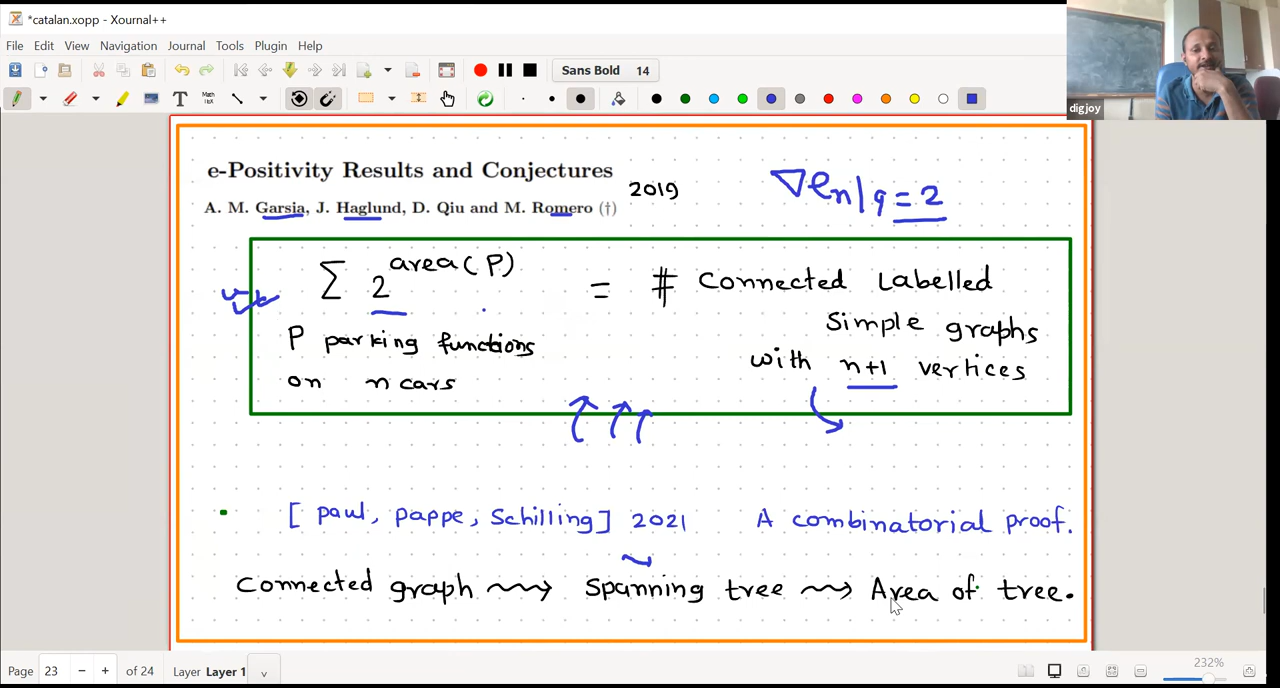 *catalan.xopp - Xournal++
File Edit View Navigation Journal Tools Plugin Help
Sans Bold 14
digjoy
e-Positivity Results and Conjectures 2019
A. M. Garsia, J. Haglund, D. Qiu and M. Romero (†)
∇e_n|q=2
∑ 2^area(P) = # Connected Labelled
P parking functions Simple graphs
on n cars with n+1 vertices
[ paul, pappe, Schilling ] 2021 A combinatorial proof.
Connected graph ⇝ Spanning tree ⇝ Area of tree.
Page 23 of 24 Layer Layer 1 232%